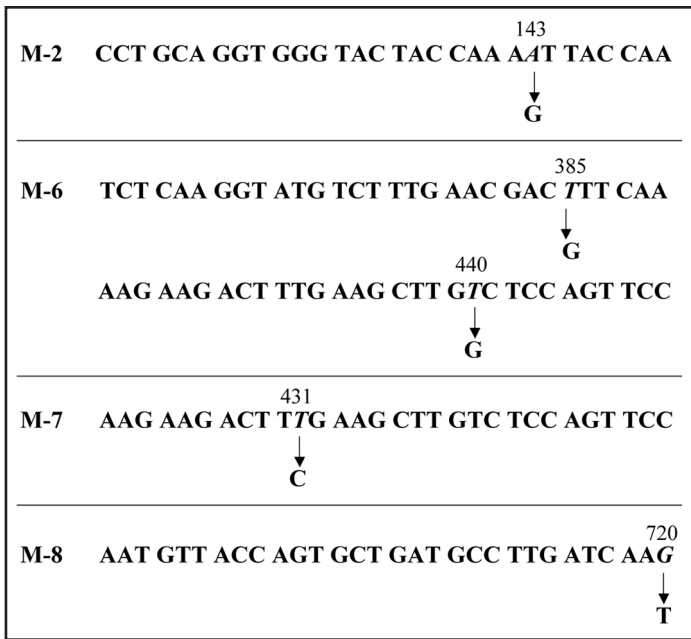 143
M-2 CCT GCA GGT GGG TAC TAC CAA AAT TAC CAA
G
385
M-6 TCT CAA GGT ATG TCT TTG AAC GAC TTT CAA
G
440
AAG AAG ACT TTG AAG CTT GTC TCC AGT TCC
G
431
M-7 AAG AAG ACT TTG AAG CTT GTC TCC AGT TCC
C
720
M-8 AAT GTT ACC AGT GCT GAT GCC TTG ATC AAG
T